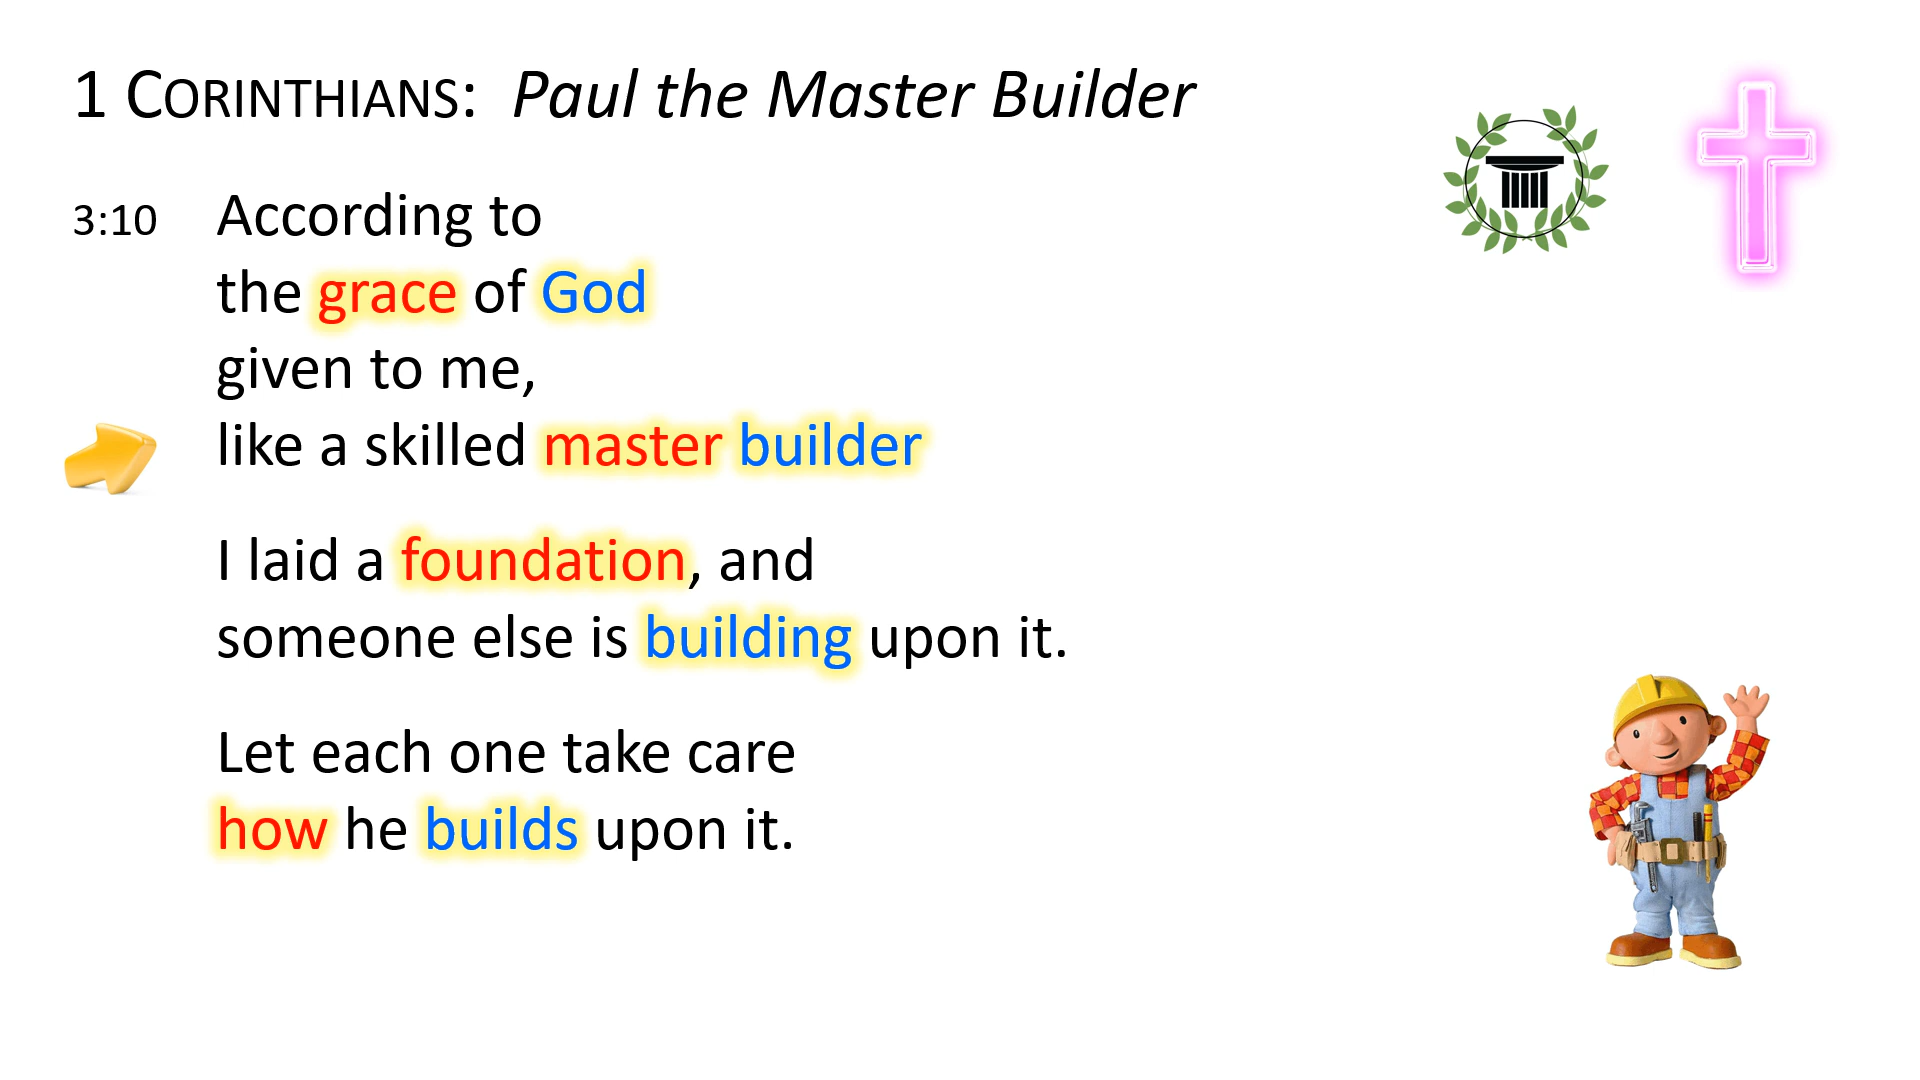 1 CORINTHIANS: Paul the Master Builder
3:10 According to
the grace of God
given to me,
like a skilled master builder
I laid a foundation, and
someone else is building upon it.
Let each one take care
how he builds upon it.